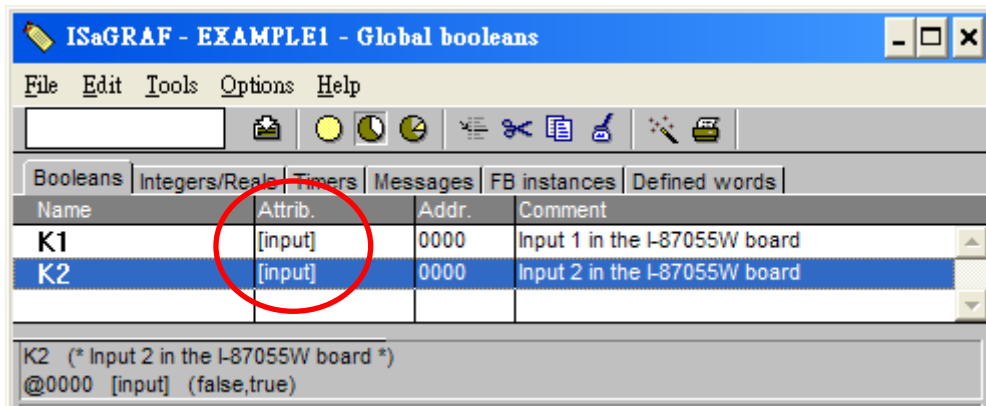 ISaGRAF - EXAMPLE1 - Global booleans
File Edit Tools Options Help
Booleans Integers/Reals Timers Messages FB instances Defined words
Name Attrib. Addr. Comment
K1 [input] 0000 Input 1 in the I-87055W board
K2 [input] 0000 Input 2 in the I-87055W board
K2 (* Input 2 in the I-87055W board *)
@0000 [input] (false,true)